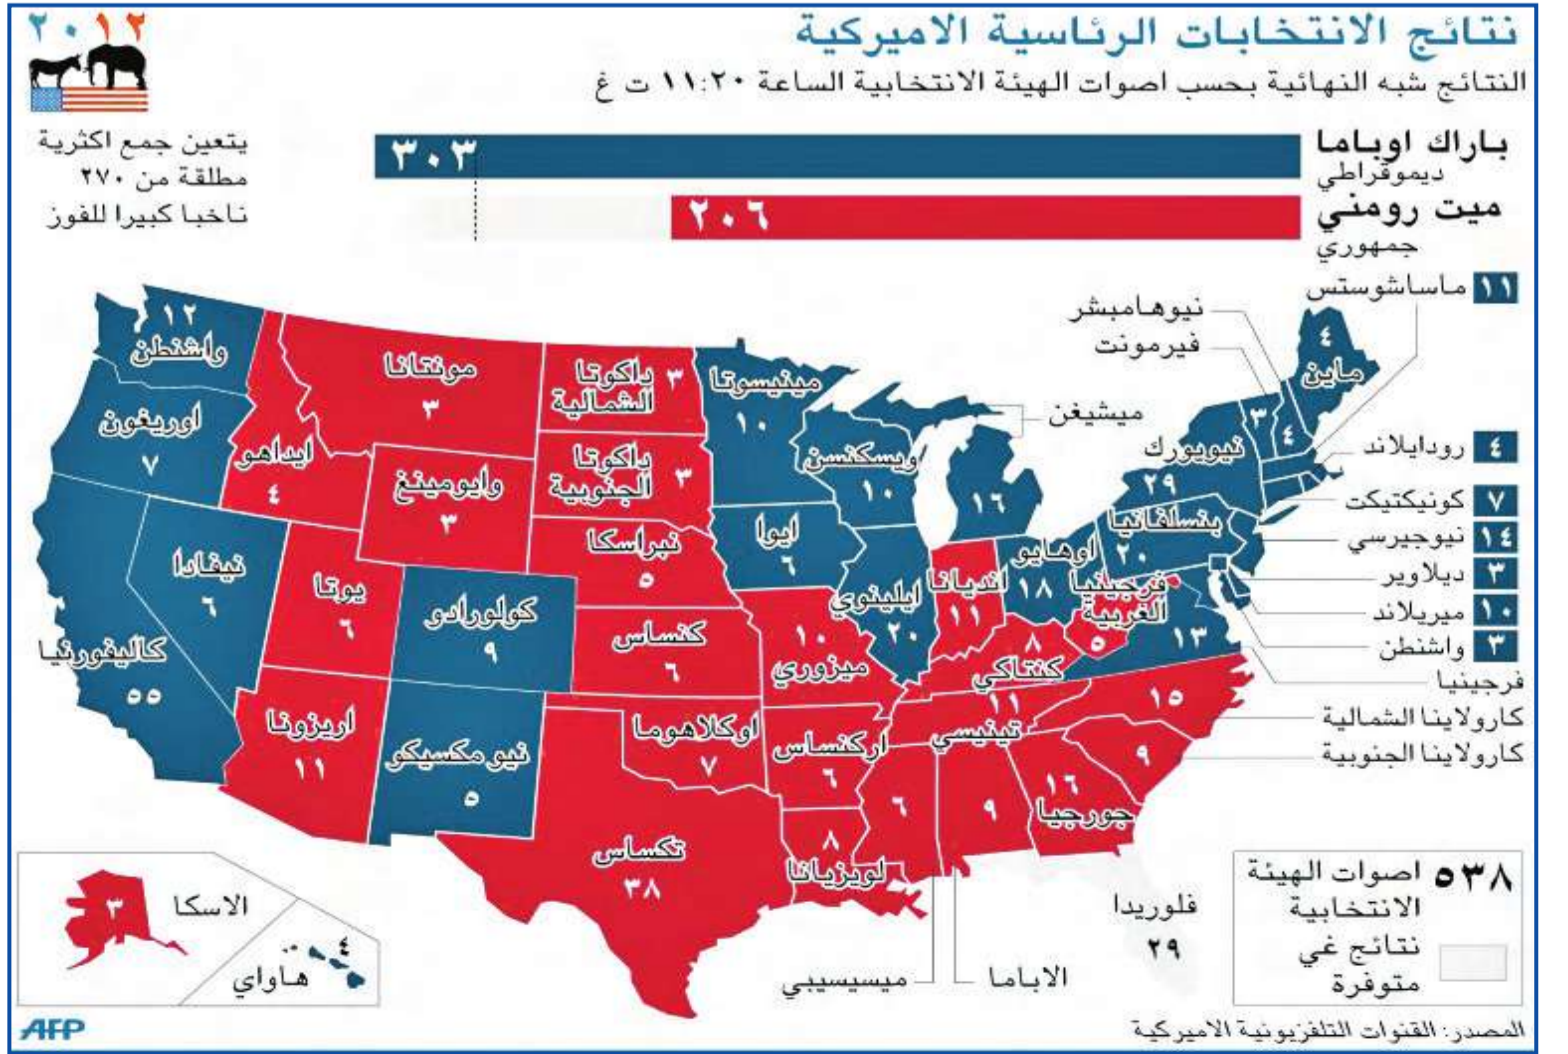 ٢٠١٢
نتائج الانتخابات الرئاسية الاميركية
النتائج شبه النهائية بحسب اصوات الهيئة الانتخابية الساعة ١١:٢٠ ت غ
باراك اوباما
ديموقراطي
٣٠٣
ميت رومني
جمهوري
٢٠٦
يتعين جمع اكثرية
مطلقة من ٢٧٠
ناخبا كبيرا للفوز
١١ ماساشوستس
نيوهامبشر
فيرمونت
ميشيغن
٤ رودايلاند
٧ كونيكتيكت
١٤ نيوجيرسي
٣ ديلاوير
١٠ ميريلاند
٣ واشنطن
فرجينيا
كارولاينا الشمالية
كارولاينا الجنوبية
٤
ماين
٣
٤
نيويورك
٢٩
بنسلفانيا
٢٠
اوهايو
١٨
فرجينيا
الغربية
٥
١٣
١٦
ويسكنسن
١٠
مينيسوتا
١٠
ايوا
٦
ايلينوي
٢٠
انديانا
١١
٨
كنتاكي
١١
تينيسي
١٥
٩
١٦
جورجيا
٩
٦
١٠
ميزوري
اركنساس
٦
٨
لويزيانا
داكوتا
الشمالية
٣
داكوتا
الجنوبية
٣
نبراسكا
٥
كنساس
٦
اوكلاهوما
٧
تكساس
٣٨
مونتانا
٣
وايومينغ
٣
كولورادو
٩
نيو مكسيكو
٥
ايداهو
٤
يوتا
٦
اريزونا
١١
١٢
واشنطن
اوريغون
٧
نيفادا
٦
كاليفورنيا
٥٥
الاسكا
٣
٤
هاواي
ميسيسيبي
الاباما
فلوريدا
٢٩
٥٣٨ اصوات الهيئة
الانتخابية
نتائج غي
متوفرة
المصدر: القنوات التلفزيونية الاميركية
AFP